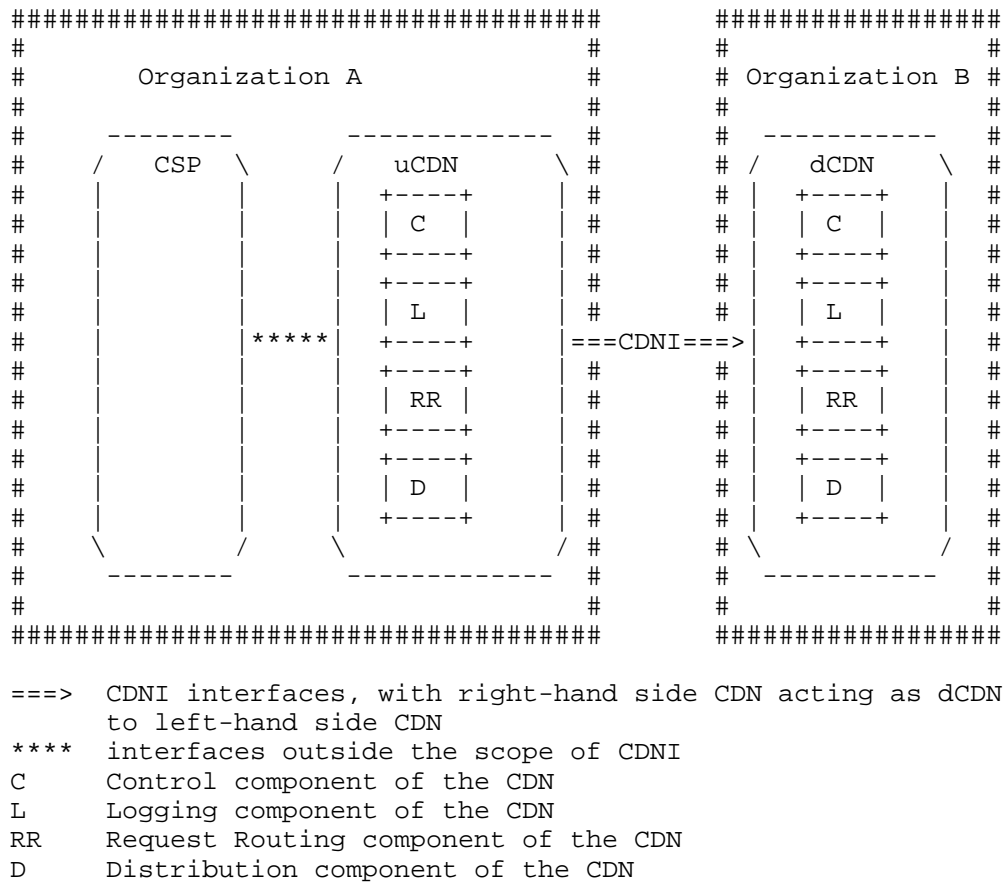 #####################################        ##################
#                                   #        #                #
#       Organization A              #        # Organization B #
#                                   #        #                #
#     --------       -------------  #        #  -----------   #
#    /   CSP  \     /   uCDN      \ #        # /   dCDN    \  #
#    |        |     |  +----+     | #        # |  +----+   |  #
#    |        |     |  | C  |     | #        # |  | C  |   |  #
#    |        |     |  +----+     | #        # |  +----+   |  #
#    |        |     |  +----+     | #        # |  +----+   |  #
#    |        |     |  | L  |     | #        # |  | L  |   |  #
#    |        |*****|  +----+     |===CDNI===>|  +----+   |  #
#    |        |     |  +----+     | #        # |  +----+   |  #
#    |        |     |  | RR |     | #        # |  | RR |   |  #
#    |        |     |  +----+     | #        # |  +----+   |  #
#    |        |     |  +----+     | #        # |  +----+   |  #
#    |        |     |  | D  |     | #        # |  | D  |   |  #
#    |        |     |  +----+     | #        # |  +----+   |  #
#    \        /     \             / #        # \           /  #
#     --------       -------------  #        #  -----------   #
#                                   #        #                #
#####################################        ##################
===>  CDNI interfaces, with right-hand side CDN acting as dCDN
      to left-hand side CDN
****  interfaces outside the scope of CDNI
C     Control component of the CDN
L     Logging component of the CDN
RR    Request Routing component of the CDN
D     Distribution component of the CDN